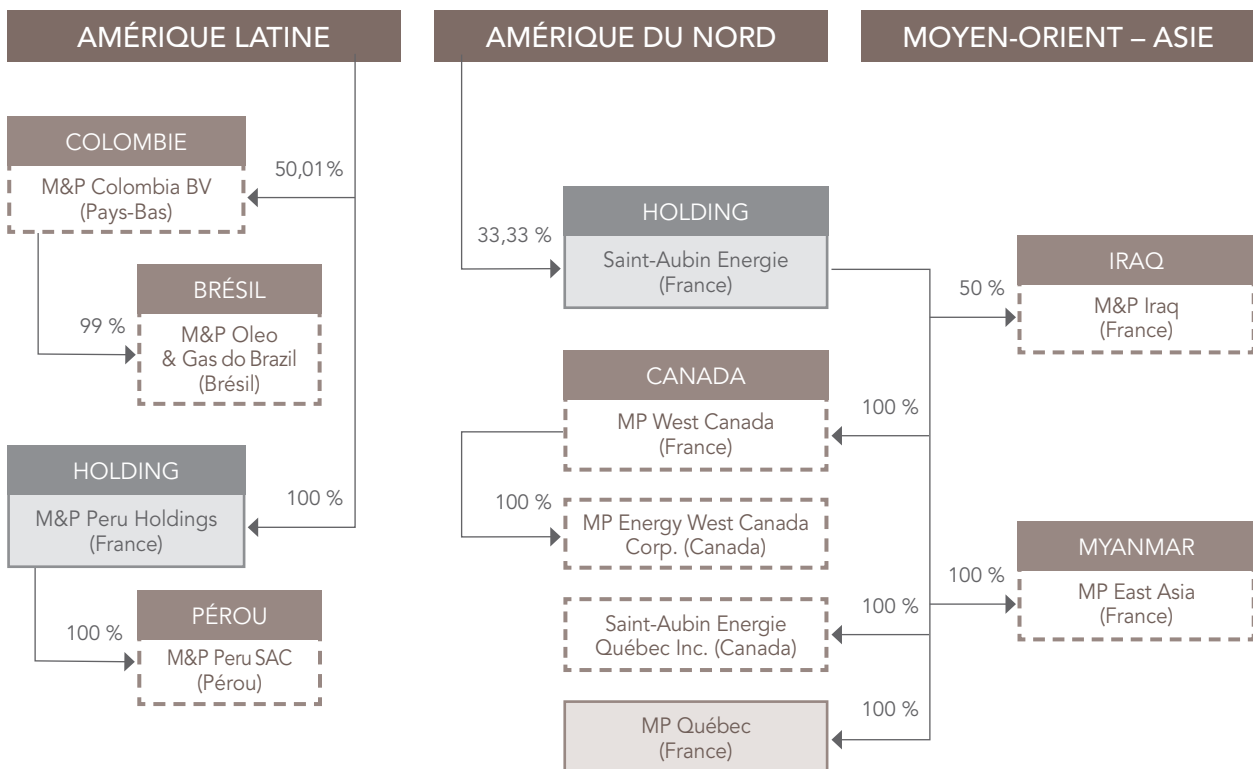 AMÉRIQUE LATINE
COLOMBIE
M&P Colombia BV
(Pays-Bas)
50,01 %
BRÉSIL
99 %
M&P Oleo
& Gas do Brazil
(Brésil)
HOLDING
M&P Peru Holdings
(France)
100 %
PÉROU
100 %
M&P Peru SAC
(Pérou)
AMÉRIQUE DU NORD
33,33 %
HOLDING
Saint-Aubin Energie
(France)
CANADA
MP West Canada
(France)
100 %
100 %
MP Energy West Canada
Corp. (Canada)
Saint-Aubin Energie
Québec Inc. (Canada)
100 %
MP Québec
(France)
100 %
MOYEN-ORIENT – ASIE
IRAQ
50 %
M&P Iraq
(France)
MYANMAR
100 %
MP East Asia
(France)